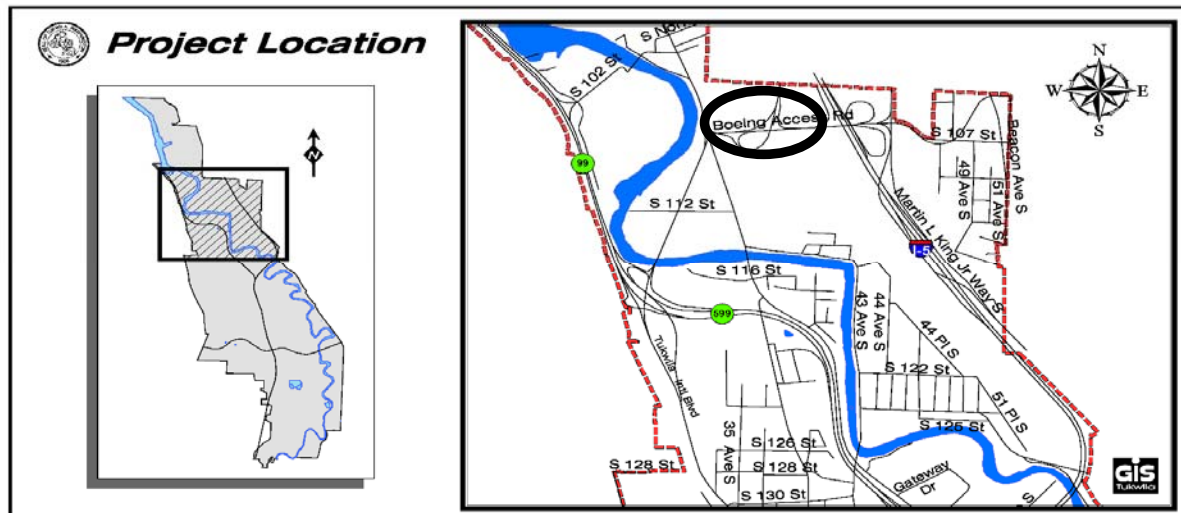 Project Location
N
S 102 St
S Nor
N
W E
S
Boeing Access Rd
S 107 St
Beacon Ave S
49 Ave S
51 Ave S
99
S 112 St
Martin L King Jr Way S
I-5
S 116 St
43 Ave S
44 Ave S
599
44 Pl S
Tukwila Intl Blvd
S 122 St
51 Pl S
35 Ave S
S 125 St
S 126 St
S 128 St
S 128 St
S 130 St
Gateway Dr
S
GIS
Tukwila